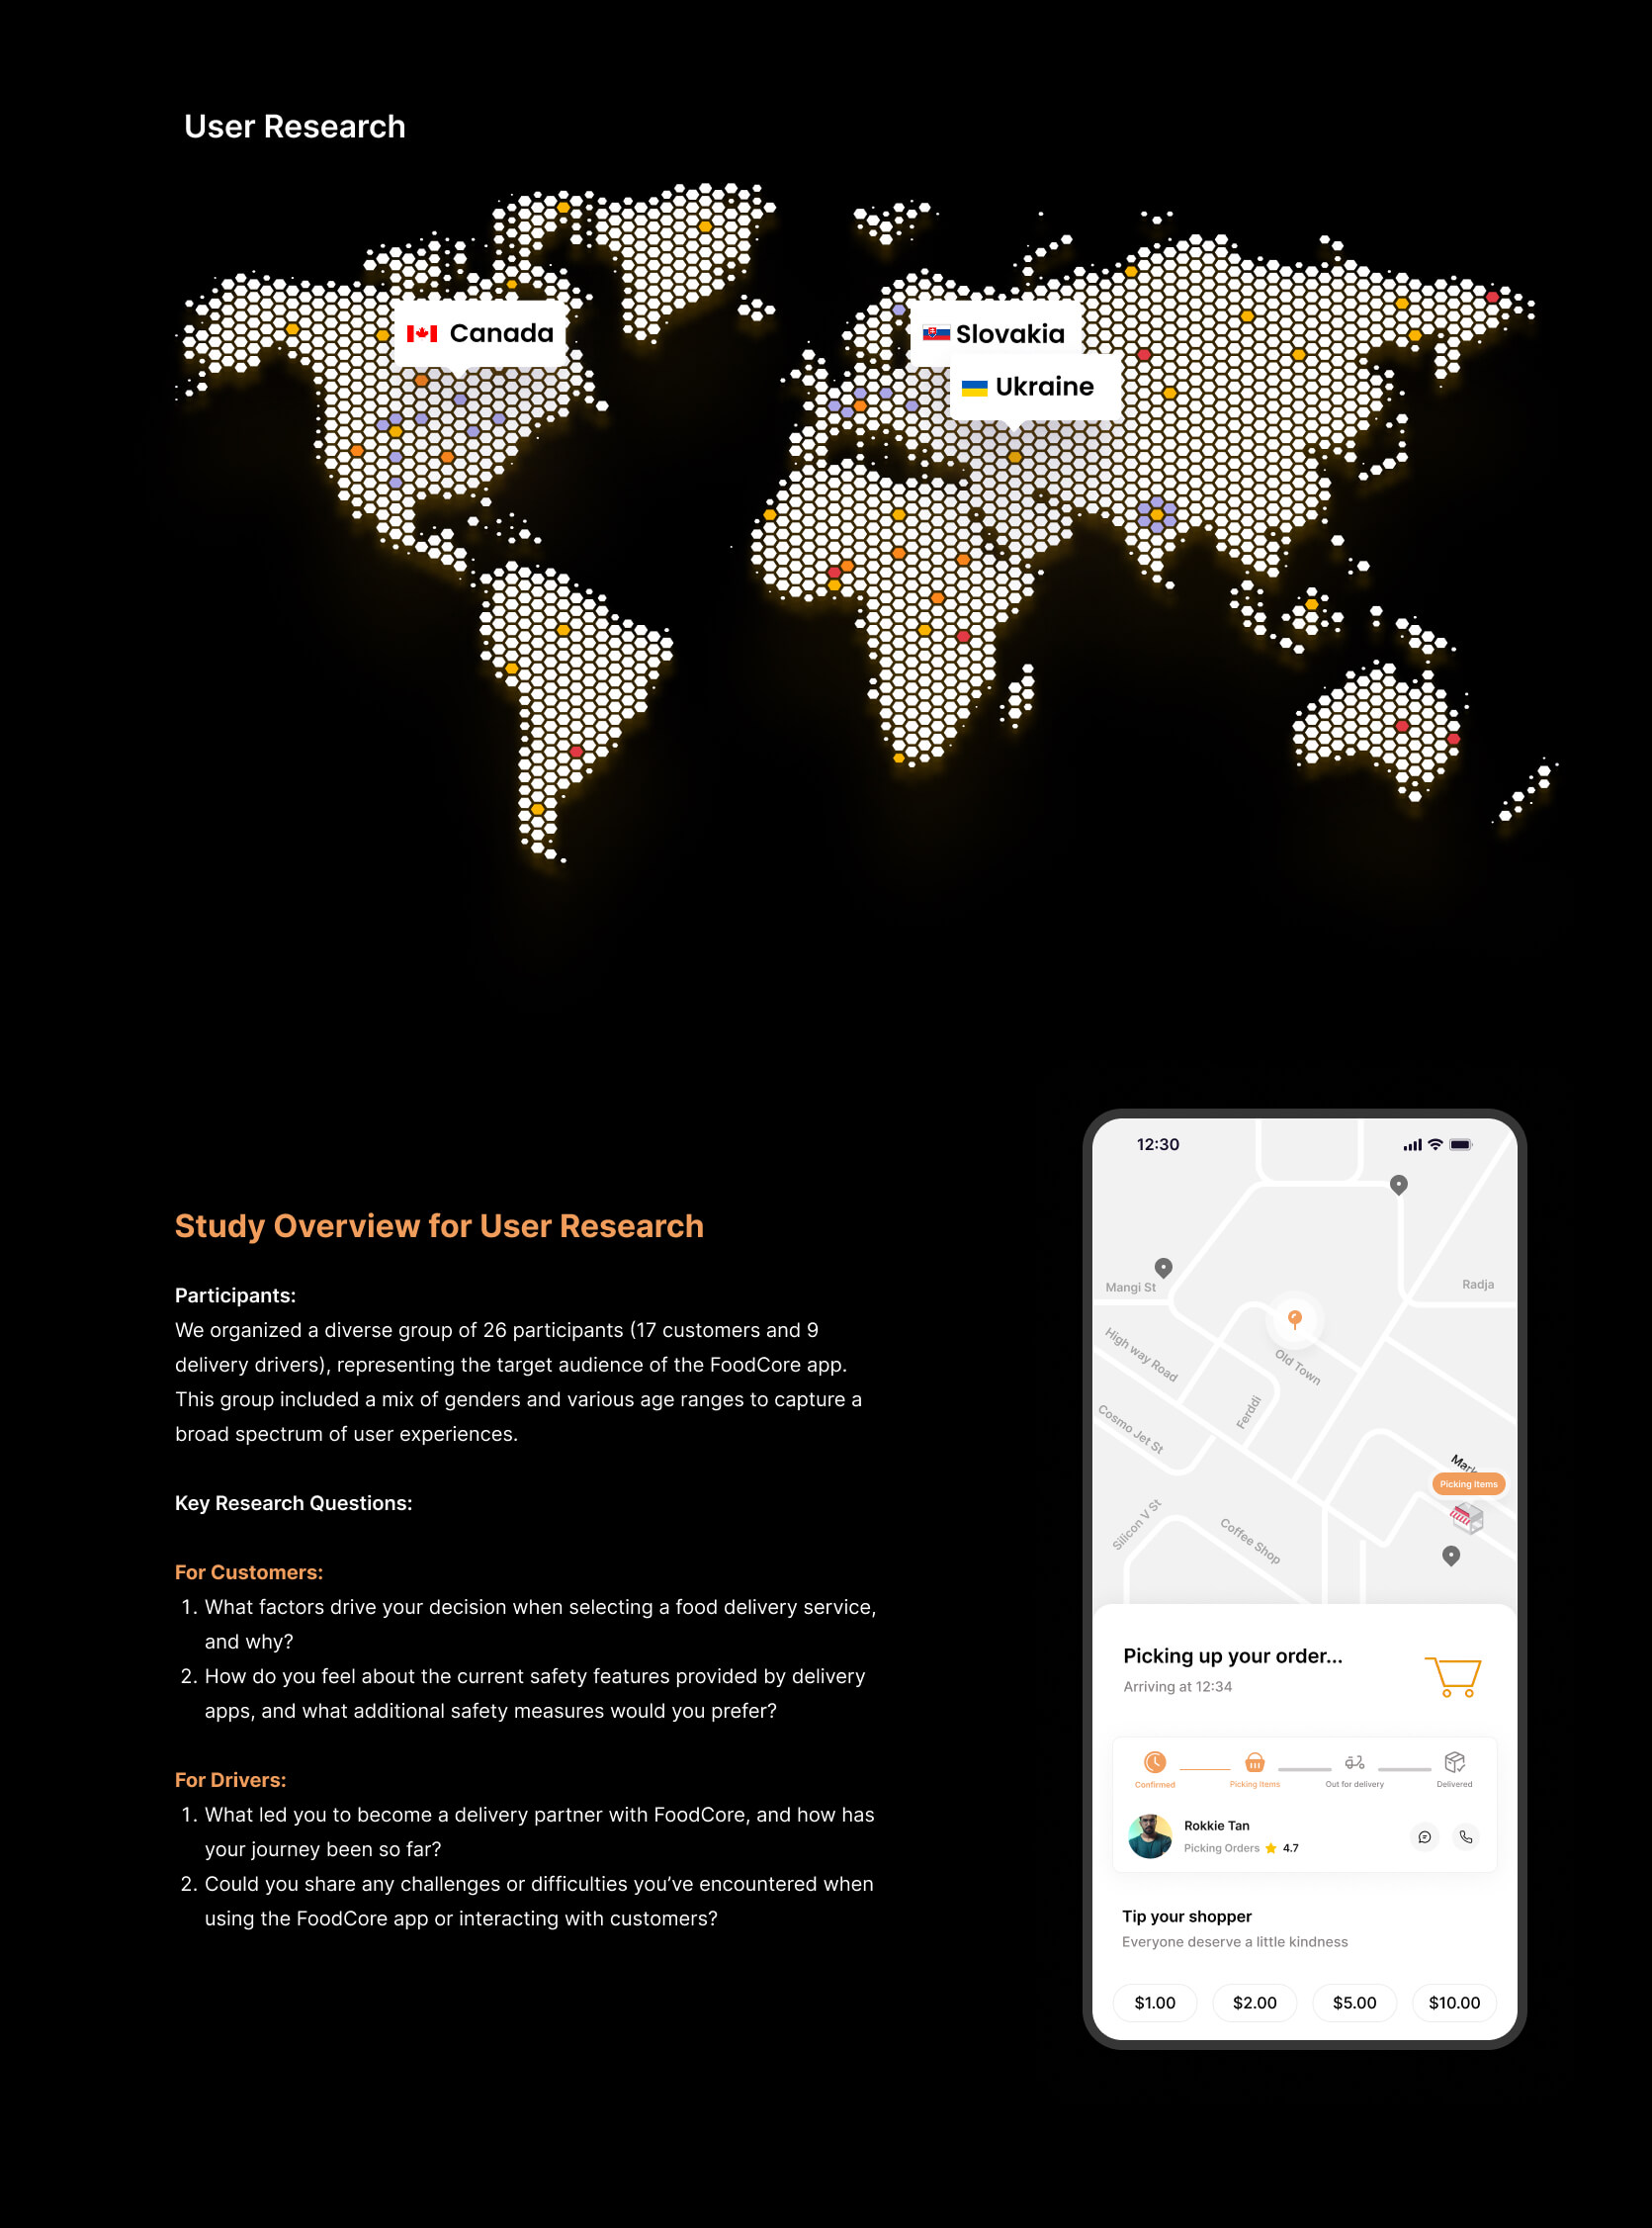 User Research
Canada
Slovakia
Ukraine
Study Overview for User Research
Participants:
We organized a diverse group of 26 participants (17 customers and 9
delivery drivers), representing the target audience of the FoodCore app.
This group included a mix of genders and various age ranges to capture a
broad spectrum of user experiences.
Key Research Questions:
For Customers:
1. What factors drive your decision when selecting a food delivery service,
and why?
2. How do you feel about the current safety features provided by delivery
apps, and what additional safety measures would you prefer?
For Drivers:
1. What led you to become a delivery partner with FoodCore, and how has
your journey been so far?
2. Could you share any challenges or difficulties you’ve encountered when
using the FoodCore app or interacting with customers?
12:30
Mangi St
Radja
High way Road
Old Town
Ferddi
Cosmo Jet St
Picking Items
Silicon V St
Coffee Shop
Picking up your order...
Arriving at 12:34
Confirmed
Picking Items
Out for delivery
Delivered
Rokkie Tan
Picking Orders 4.7
Tip your shopper
Everyone deserve a little kindness
$1.00 $2.00 $5.00 $10.00